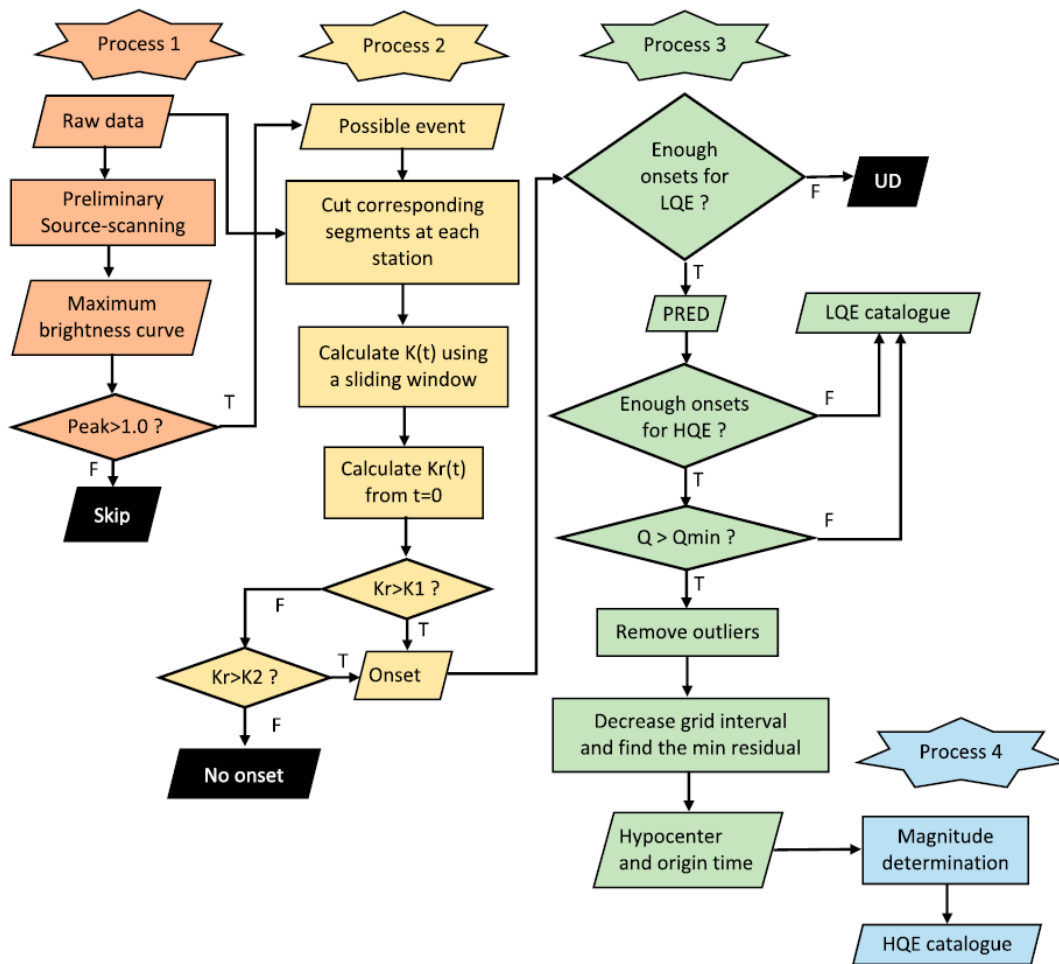 Process 1
Raw data
Preliminary
Source-scanning
Maximum
brightness curve
Peak>1.0 ?
T
F
Skip
Process 2
Possible event
Cut corresponding
segments at each
station
Calculate K(t) using
a sliding window
Calculate Kr(t)
from t=0
Kr>K1 ?
F
T
Kr>K2 ?
T
Onset
F
No onset
Process 3
Enough
onsets for
LQE ?
F
UD
T
PRED
LQE catalogue
Enough onsets
for HQE ?
F
T
Q > Qmin ?
F
T
Remove outliers
Decrease grid interval
and find the min residual
Hypocenter
and origin time
Process 4
Magnitude
determination
HQE catalogue